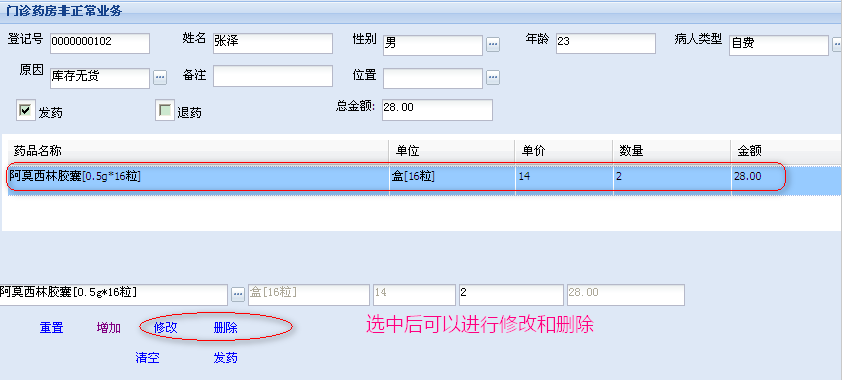 门诊药房非正常业务
登记号 0000000102 姓名 张泽 性别 男 年龄 23 病人类型 自费
原因 库存无货 备注 位置
发药 退药 总金额: 28.00
药品名称 单位 单价 数量 金额
阿莫西林胶囊[0.5g*16粒] 盒[16粒] 14 2 28.00
阿莫西林胶囊[0.5g*16粒] 盒[16粒] 14 2 28.00
重置 增加 修改 删除 选中后可以进行修改和删除
清空 发药